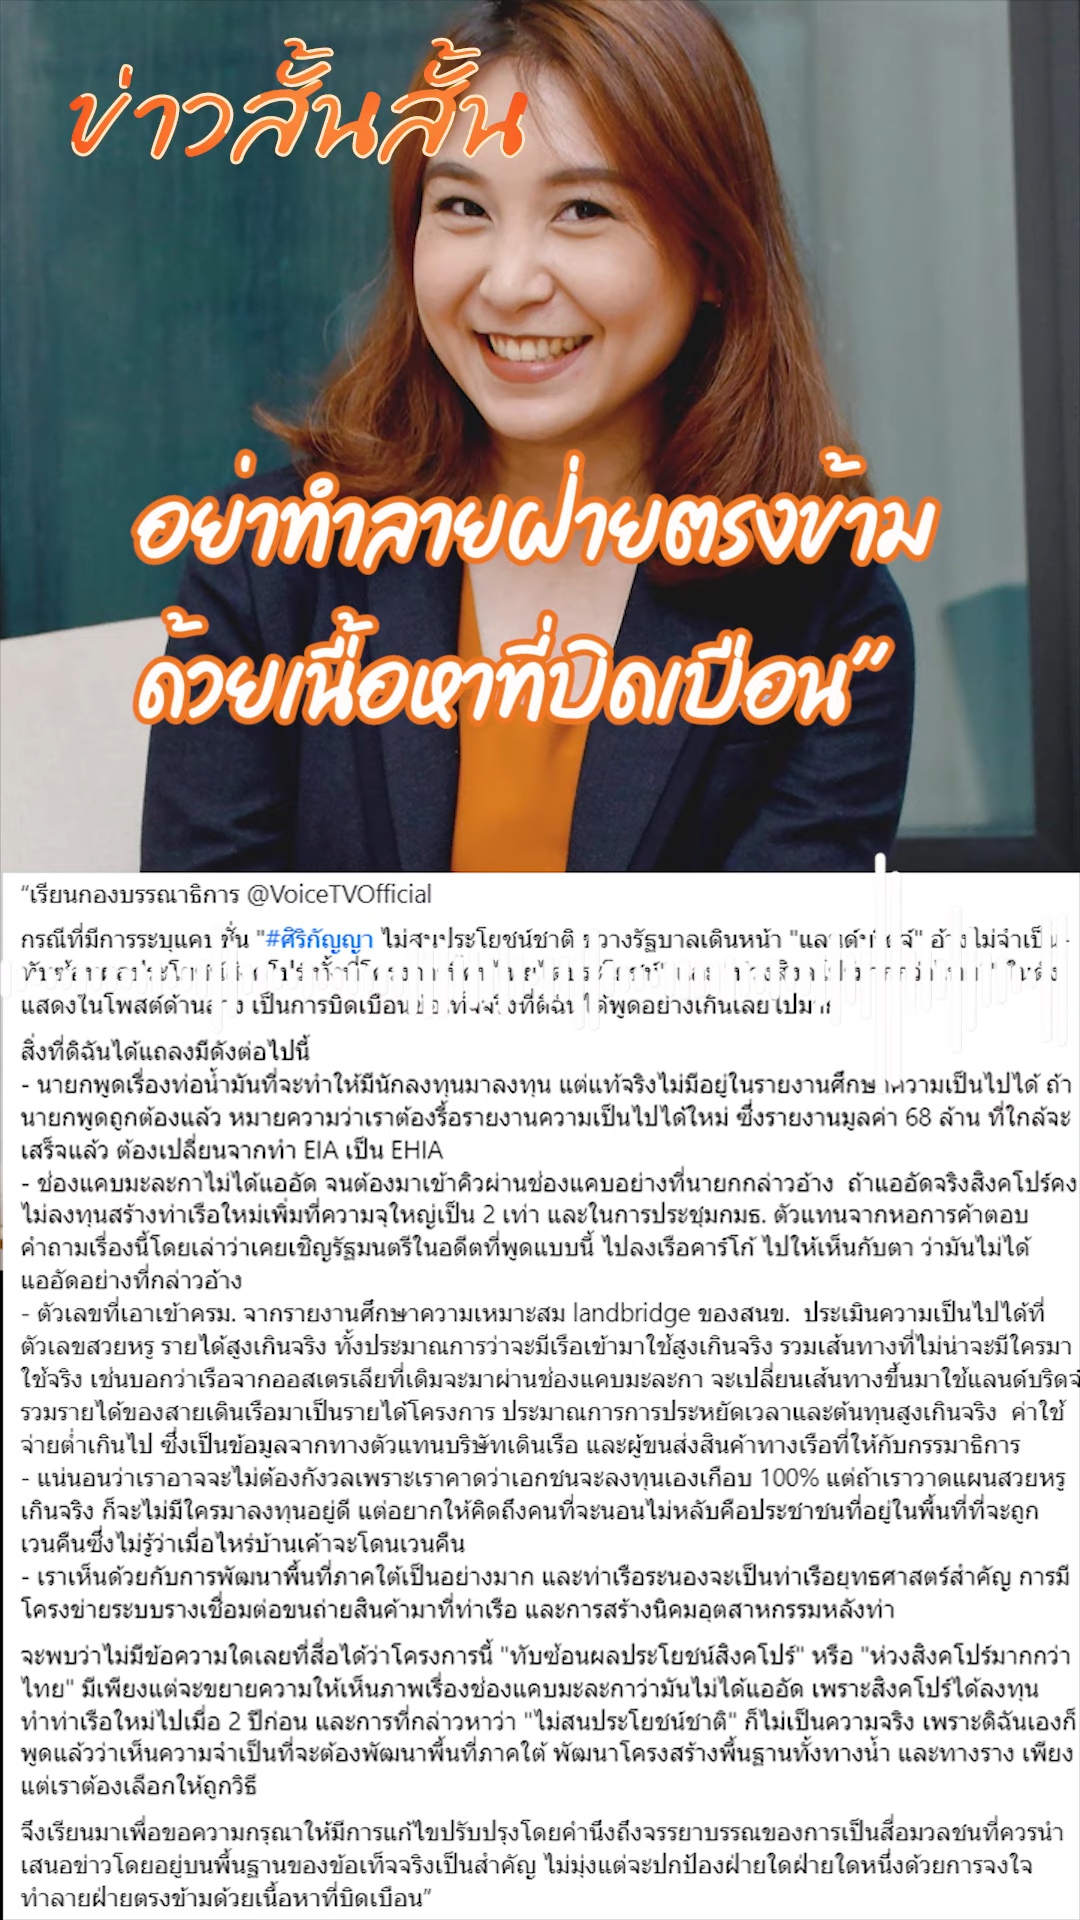 ข่าวสั้นสั้น
อย่าทำลายฝ่ายตรงข้าม
ด้วยเนื้อหาที่บิดเบือน”
“เรียนกองบรรณาธิการ @VoiceTVOfficial
กรณีที่มีการระบุแคปชั่น "#ศิริกัญญา ไม่สนประโยชน์ชาติ ขวางรัฐบาลเดินหน้า "แลนด์บริดจ์" อ้างไม่จำเป็น-
แสดงในโพสต์ด้านล่าง เป็นการบิดเบือนข้อเท็จจริงที่ดิฉันได้พูดอย่างเกินเลยไปมาก
สิ่งที่ดิฉันได้แถลงมีดังต่อไปนี้
- นายกพูดเรื่องท่อน้ำมันที่จะทำให้มีนักลงทุนมาลงทุน แต่แท้จริงไม่มีอยู่ในรายงานศึกษาความเป็นไปได้ ถ้า
นายกพูดถูกต้องแล้ว หมายความว่าเราต้องรื้อรายงานความเป็นไปได้ใหม่ ซึ่งรายงานมูลค่า 68 ล้าน ที่ใกล้จะ
เสร็จแล้ว ต้องเปลี่ยนจากทำ EIA เป็น EHIA
- ช่องแคบมะละกาไม่ได้แออัด จนต้องมาเข้าคิวผ่านช่องแคบอย่างที่นายกกล่าวอ้าง ถ้าแออัดจริงสิงคโปร์คง
ไม่ลงทุนสร้างท่าเรือใหม่เพิ่มที่ความจุใหญ่เป็น 2 เท่า และในการประชุมกมธ. ตัวแทนจากหอการค้าตอบ
คำถามเรื่องนี้โดยเล่าว่าเคยเชิญรัฐมนตรีในอดีตที่พูดแบบนี้ ไปลงเรือคาร์โก้ ไปให้เห็นกับตา ว่ามันไม่ได้
แออัดอย่างที่กล่าวอ้าง
- ตัวเลขที่เอาเข้าครม. จากรายงานศึกษาความเหมาะสม landbridge ของสนข. ประเมินความเป็นไปได้ที่
ตัวเลขสวยหรู รายได้สูงเกินจริง ทั้งประมาณการว่าจะมีเรือเข้ามาใช้สูงเกินจริง รวมเส้นทางที่ไม่น่าจะมีใครมา
ใช้จริง เช่นบอกว่าเรือจากออสเตรเลียที่เดิมจะมาผ่านช่องแคบมะละกา จะเปลี่ยนเส้นทางขึ้นมาใช้แลนด์บริดจ์
รวมรายได้ของสายเดินเรือมาเป็นรายได้โครงการ ประมาณการการประหยัดเวลาและต้นทุนสูงเกินจริง ค่าใช้
จ่ายต่ำเกินไป ซึ่งเป็นข้อมูลจากทางตัวแทนบริษัทเดินเรือ และผู้ขนส่งสินค้าทางเรือที่ให้กับกรรมาธิการ
- แน่นอนว่าเราอาจจะไม่ต้องกังวลเพราะเราคาดว่าเอกชนจะลงทุนเองเกือบ 100% แต่ถ้าเราวาดแผนสวยหรู
เกินจริง ก็จะไม่มีใครมาลงทุนอยู่ดี แต่อยากให้คิดถึงคนที่จะนอนไม่หลับคือประชาชนที่อยู่ในพื้นที่ที่จะถูก
เวนคืนซึ่งไม่รู้ว่าเมื่อไหร่บ้านเค้าจะโดนเวนคืน
- เราเห็นด้วยกับการพัฒนาพื้นที่ภาคใต้เป็นอย่างมาก และท่าเรือระนองจะเป็นท่าเรือยุทธศาสตร์สำคัญ การมี
โครงข่ายระบบรางเชื่อมต่อขนถ่ายสินค้ามาที่ท่าเรือ และการสร้างนิคมอุตสาหกรรมหลังท่า
จะพบว่าไม่มีข้อความใดเลยที่สื่อได้ว่าโครงการนี้ "ทับซ้อนผลประโยชน์สิงคโปร์" หรือ "ห่วงสิงคโปร์มากกว่า
ไทย" มีเพียงแต่จะขยายความให้เห็นภาพเรื่องช่องแคบมะละกาว่ามันไม่ได้แออัด เพราะสิงคโปร์ได้ลงทุน
ทำท่าเรือใหม่ไปเมื่อ 2 ปีก่อน และการที่กล่าวหาว่า "ไม่สนประโยชน์ชาติ" ก็ไม่เป็นความจริง เพราะดิฉันเองก็
พูดแล้วว่าเห็นความจำเป็นที่จะต้องพัฒนาพื้นที่ภาคใต้ พัฒนาโครงสร้างพื้นฐานทั้งทางน้ำ และทางราง เพียง
แต่เราต้องเลือกให้ถูกวิธี
จึงเรียนมาเพื่อขอความกรุณาให้มีการแก้ไขปรับปรุงโดยคำนึงถึงจรรยาบรรณของการเป็นสื่อมวลชนที่ควรนำ
เสนอข่าวโดยอยู่บนพื้นฐานของข้อเท็จจริงเป็นสำคัญ ไม่มุ่งแต่จะปกป้องฝ่ายใดฝ่ายใดหนึ่งด้วยการจงใจ
ทำลายฝ่ายตรงข้ามด้วยเนื้อหาที่บิดเบือน”